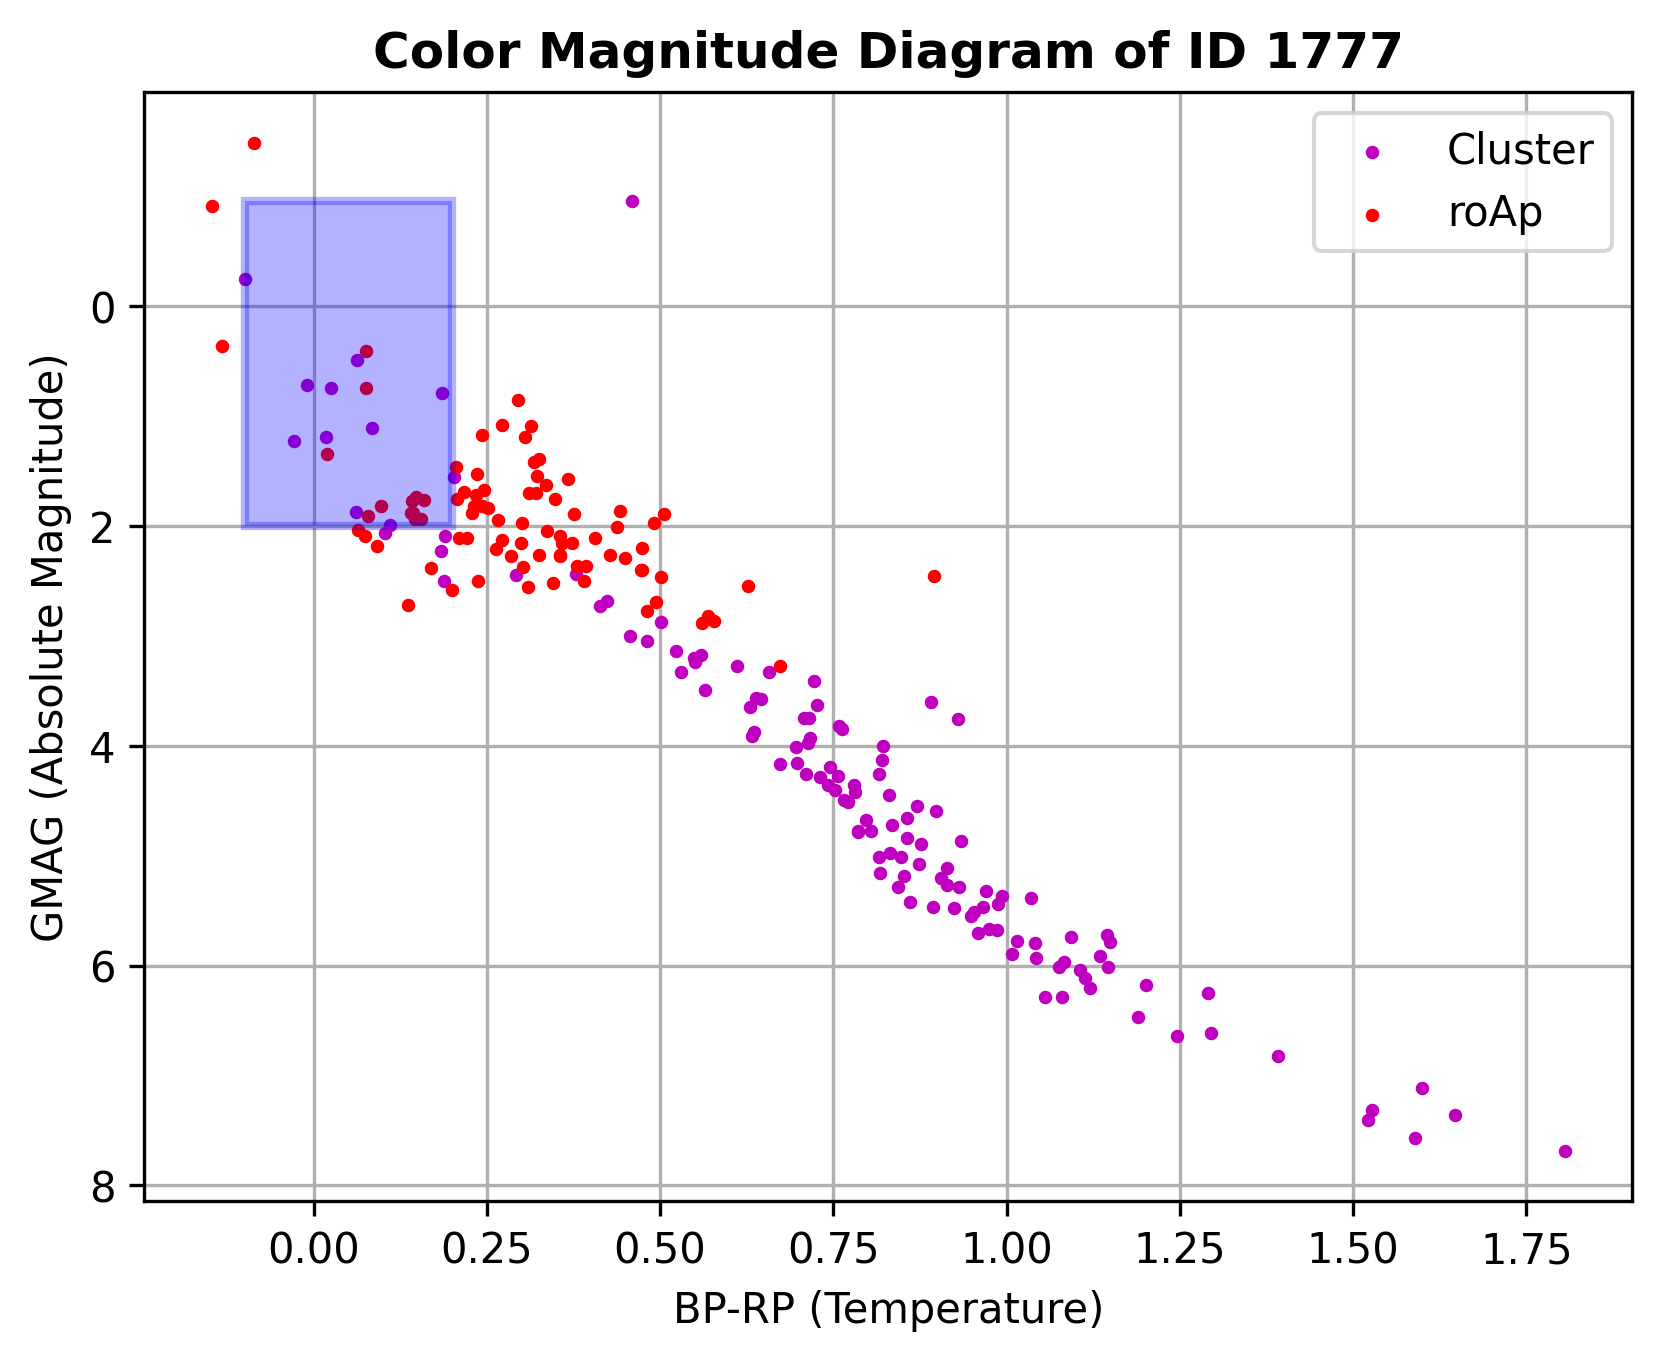 Color Magnitude Diagram of ID 1777
Cluster
roAp
GMAG (Absolute Magnitude)
0
2
4
6
8
0.00 0.25 0.50 0.75 1.00 1.25 1.50 1.75
BP-RP (Temperature)